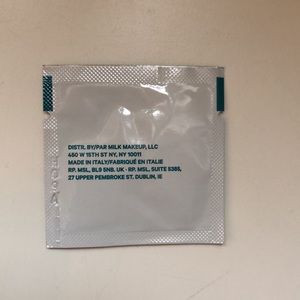 DISTR. BY/PAR MILK MAKEUP, LLC
450 W 15TH ST NY, NY 10011
MADE IN ITALY/FABRIQUÉ EN ITALIE
RP. MSL, BL9 5NB. UK - RP. MSL, SUITE 5385,
27 UPPER PEMBROKE ST. DUBLIN, IE